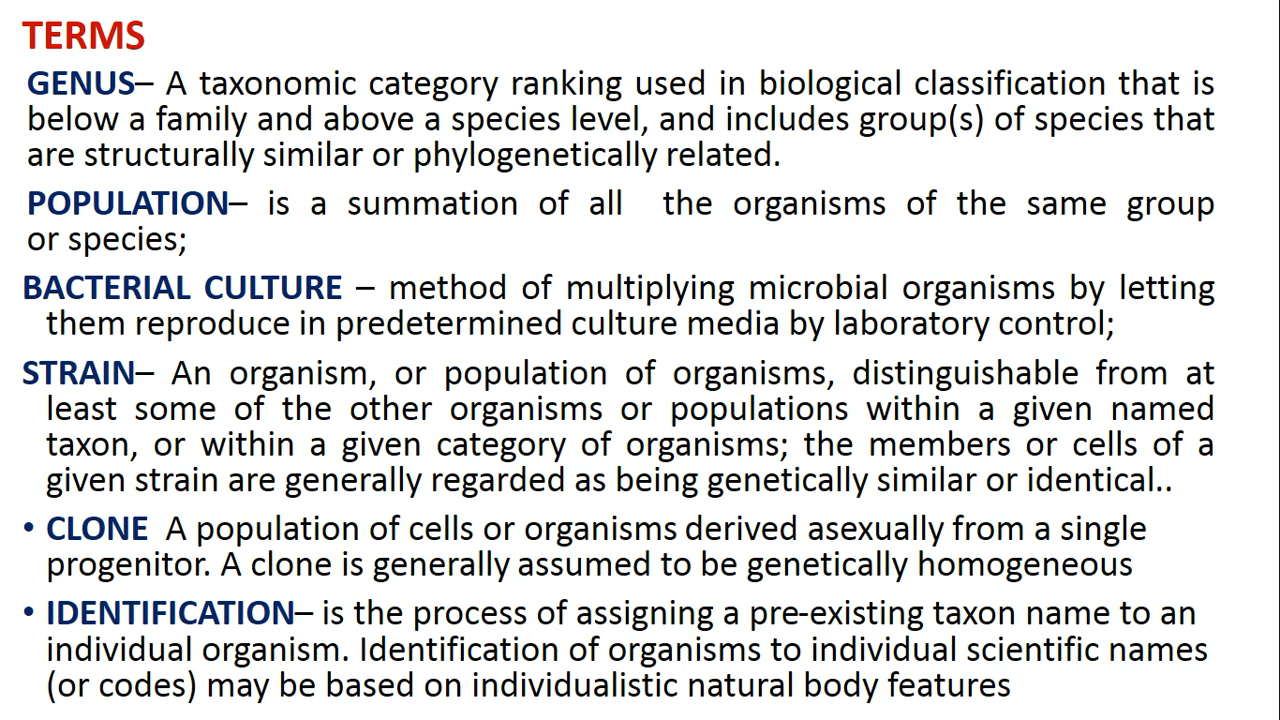 TERMS
GENUS– A taxonomic category ranking used in biological classification that is
below a family and above a species level, and includes group(s) of species that
are structurally similar or phylogenetically related.
POPULATION– is a summation of all the organisms of the same group
or species;
BACTERIAL CULTURE – method of multiplying microbial organisms by letting
them reproduce in predetermined culture media by laboratory control;
STRAIN– An organism, or population of organisms, distinguishable from at
least some of the other organisms or populations within a given named
taxon, or within a given category of organisms; the members or cells of a
given strain are generally regarded as being genetically similar or identical..
• CLONE A population of cells or organisms derived asexually from a single
progenitor. A clone is generally assumed to be genetically homogeneous
• IDENTIFICATION– is the process of assigning a pre-existing taxon name to an
individual organism. Identification of organisms to individual scientific names
(or codes) may be based on individualistic natural body features